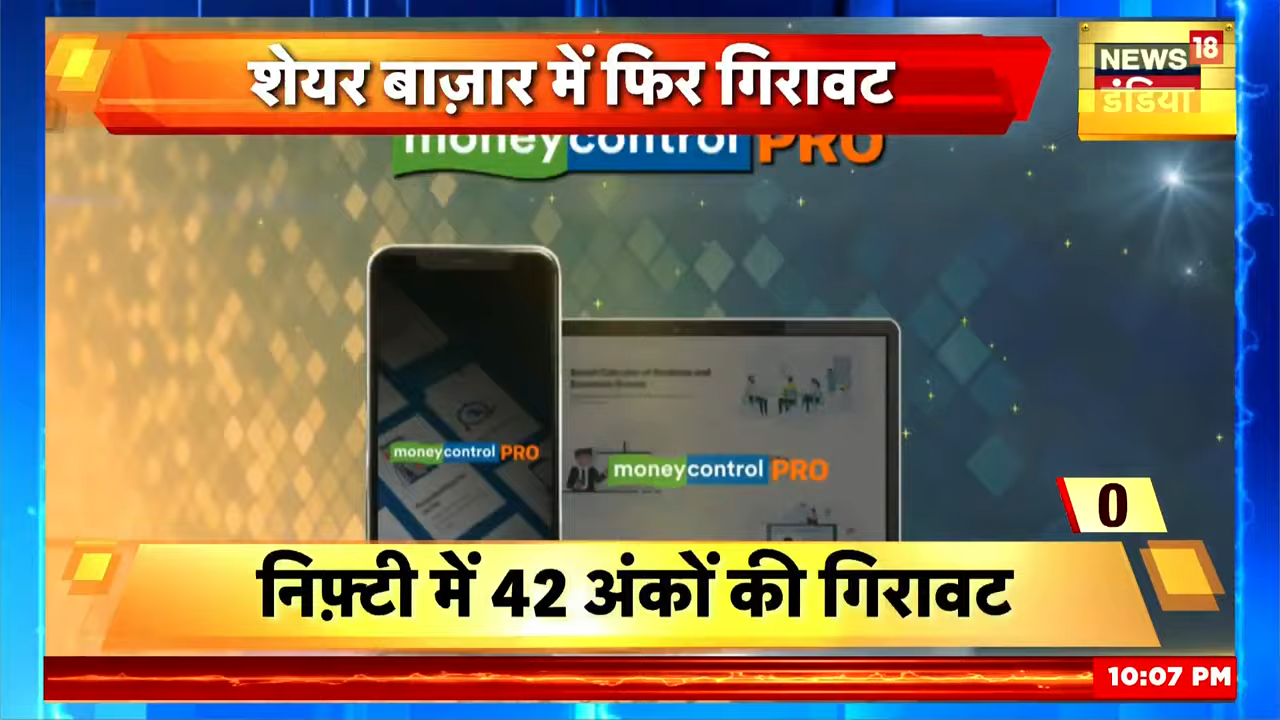 शेयर बाज़ार में फिर गिरावट
NEWS 18
इंडिया
moneycontrol PRO
moneycontrol PRO
moneycontrol PRO
0
निफ़्टी में 42 अंकों की गिरावट
10:07 PM